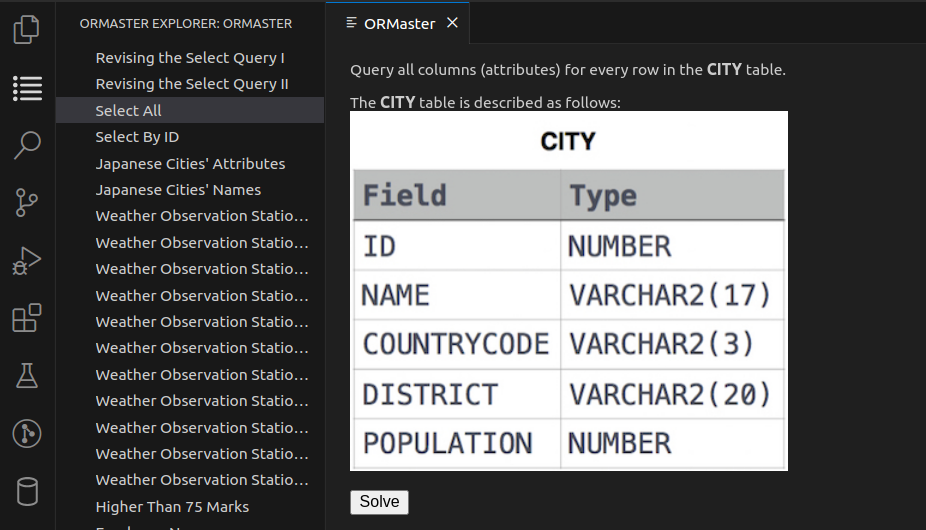 ORMASTER EXPLORER: ORMASTER
Revising the Select Query I
Revising the Select Query II
Select All
Select By ID
Japanese Cities' Attributes
Japanese Cities' Names
Weather Observation Statio…
Weather Observation Statio…
Weather Observation Statio…
Weather Observation Statio…
Weather Observation Statio…
Weather Observation Statio…
Weather Observation Statio…
Weather Observation Statio…
Weather Observation Statio…
Weather Observation Statio…
Weather Observation Statio…
Higher Than 75 Marks
ORMaster
Query all columns (attributes) for every row in the CITY table.
The CITY table is described as follows:
CITY
Field Type
ID NUMBER
NAME VARCHAR2(17)
COUNTRYCODE VARCHAR2(3)
DISTRICT VARCHAR2(20)
POPULATION NUMBER
Solve